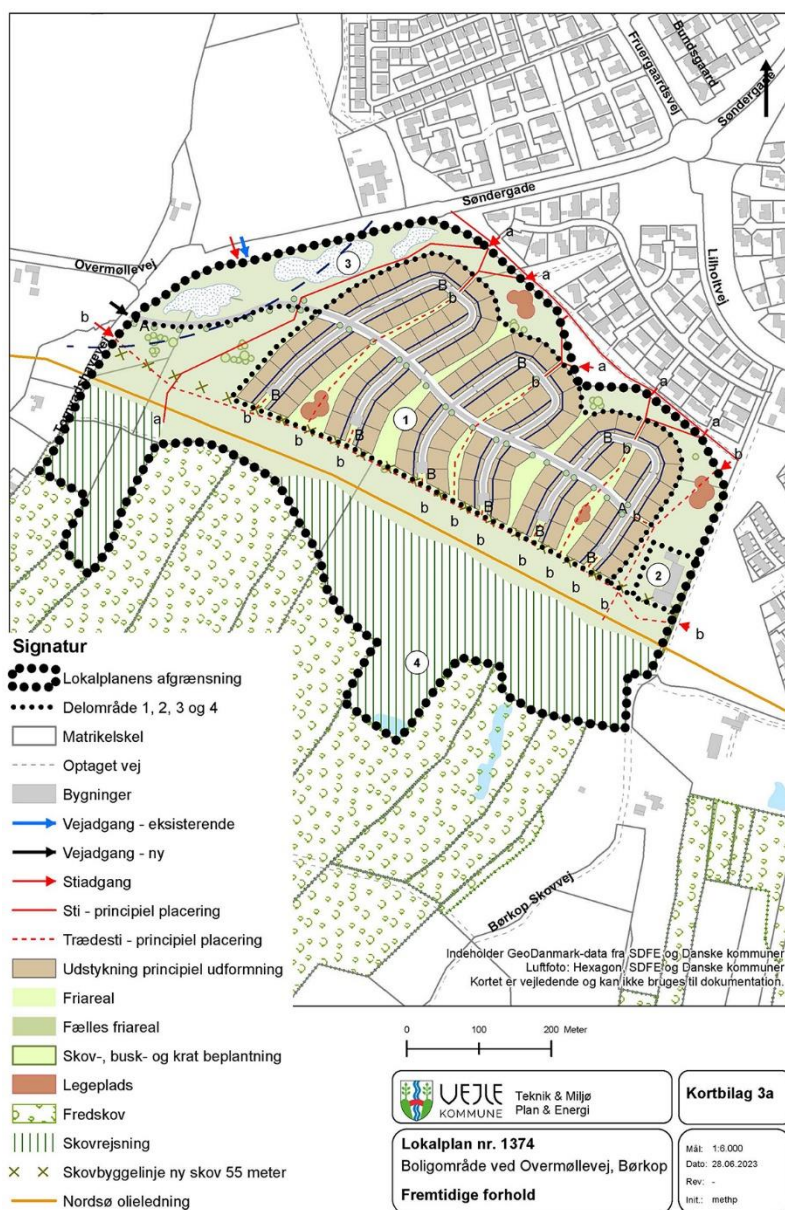 Bundsgaard
Fruergaardsvej
Søndergade
Søndergade
Lilholtvej
Overmøllevej
a
a
3
A
b
B
b
a
B
b
a
a
b
1
B
b
a
b
B
B
b
b
b
b
B
B
A
b
b
b
b
b
b
B
B
b
b
b
2
b
b
4
Børkop Skovvej
Signatur
Lokalplanens afgrænsning
Delområde 1, 2, 3 og 4
Matrikelskel
Optaget vej
Bygninger
Vejadgang - eksisterende
Vejadgang - ny
Stiadgang
Sti - principiel placering
Trædesti - principiel placering
Udstykning principiel udformning
Friareal
Fælles friareal
Skov-, busk- og krat beplantning
Legeplads
Fredskov
Skovrejsning
Skovbyggelinje ny skov 55 meter
Nordsø olieledning
Indeholder GeoDanmark-data fra SDFE og Danske kommuner
Luftfoto: Hexagon, SDFE og Danske kommuner
Kortet er vejledende og kan ikke bruges til dokumentation.
0 100 200 Meter
VEJLE
KOMMUNE
Teknik & Miljø
Plan & Energi
Kortbilag 3a
Lokalplan nr. 1374
Boligområde ved Overmøllevej, Børkop
Fremtidige forhold
Mål: 1:6.000
Dato: 28.06.2023
Rev: -
Init.: methp